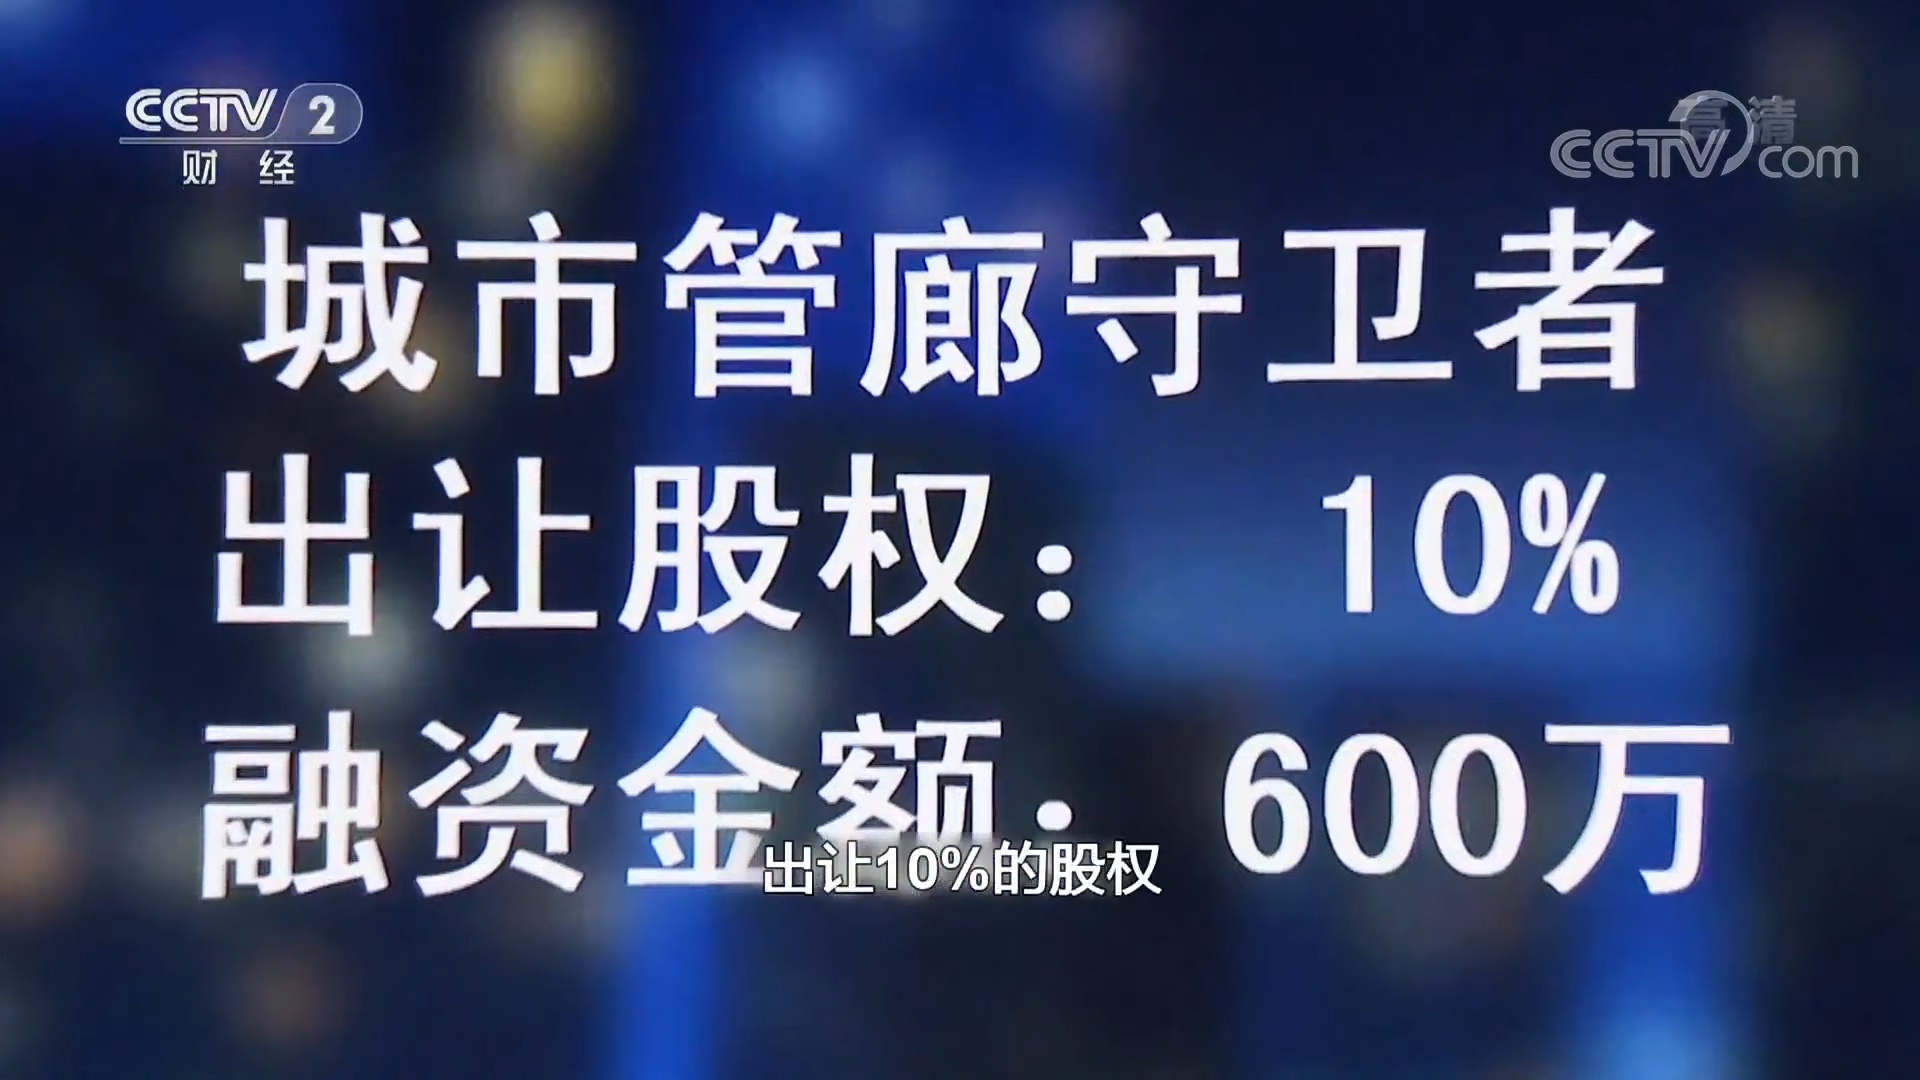 CCTV 2
财经
高清
CCTV.com
城市管廊守卫者
出让股权： 10%
融资金额： 600万
出让10%的股权